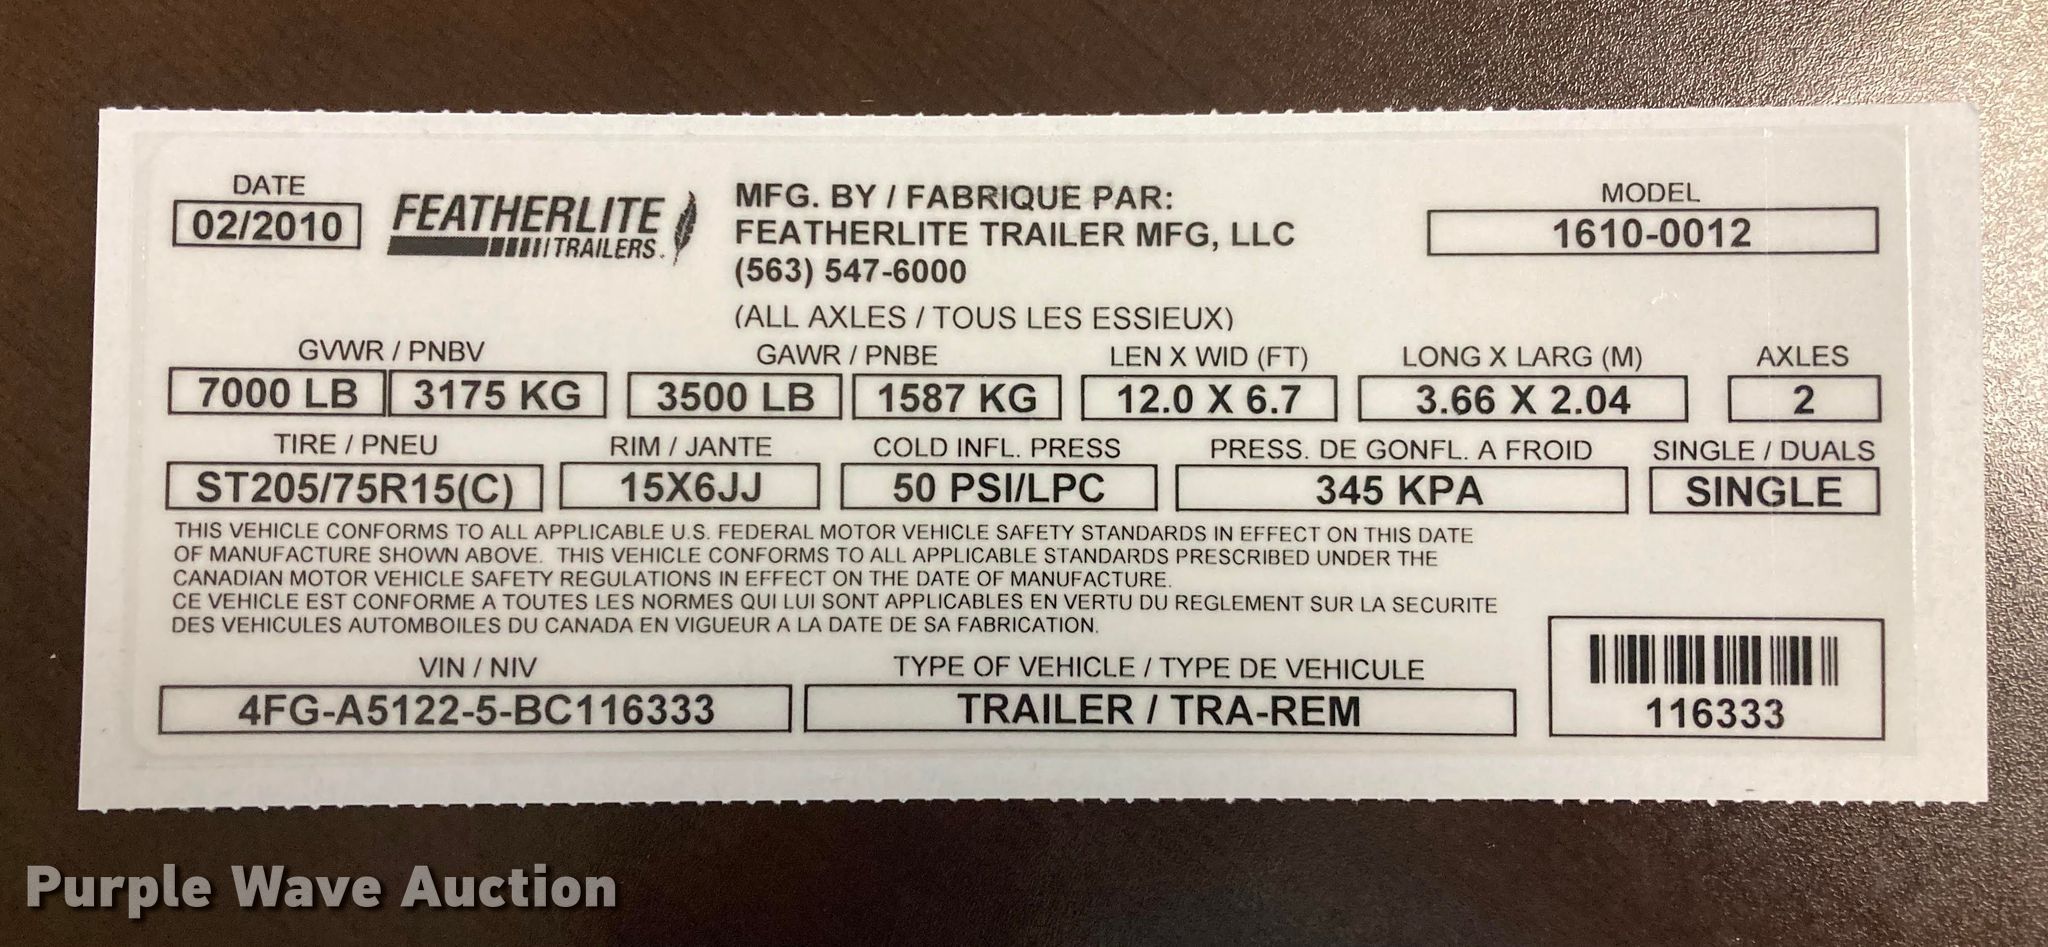 DATE
02/2010
FEATHERLITE
TRAILERS.
MFG. BY / FABRIQUE PAR:
FEATHERLITE TRAILER MFG, LLC
(563) 547-6000
MODEL
1610-0012
(ALL AXLES / TOUS LES ESSIEUX)
GVWR / PNBV GAWR / PNBE LEN X WID (FT) LONG X LARG (M) AXLES
7000 LB 3175 KG 3500 LB 1587 KG 12.0 X 6.7 3.66 X 2.04 2
TIRE / PNEU RIM / JANTE COLD INFL. PRESS PRESS. DE GONFL. A FROID SINGLE / DUALS
ST205/75R15(C) 15X6JJ 50 PSI/LPC 345 KPA SINGLE
THIS VEHICLE CONFORMS TO ALL APPLICABLE U.S. FEDERAL MOTOR VEHICLE SAFETY STANDARDS IN EFFECT ON THIS DATE
OF MANUFACTURE SHOWN ABOVE. THIS VEHICLE CONFORMS TO ALL APPLICABLE STANDARDS PRESCRIBED UNDER THE
CANADIAN MOTOR VEHICLE SAFETY REGULATIONS IN EFFECT ON THE DATE OF MANUFACTURE.
CE VEHICLE EST CONFORME A TOUTES LES NORMES QUI LUI SONT APPLICABLES EN VERTU DU REGLEMENT SUR LA SECURITE
DES VEHICULES AUTOMBOILES DU CANADA EN VIGUEUR A LA DATE DE SA FABRICATION.
VIN / NIV TYPE OF VEHICLE / TYPE DE VEHICULE
4FG-A5122-5-BC116333 TRAILER / TRA-REM 116333
Purple Wave Auction